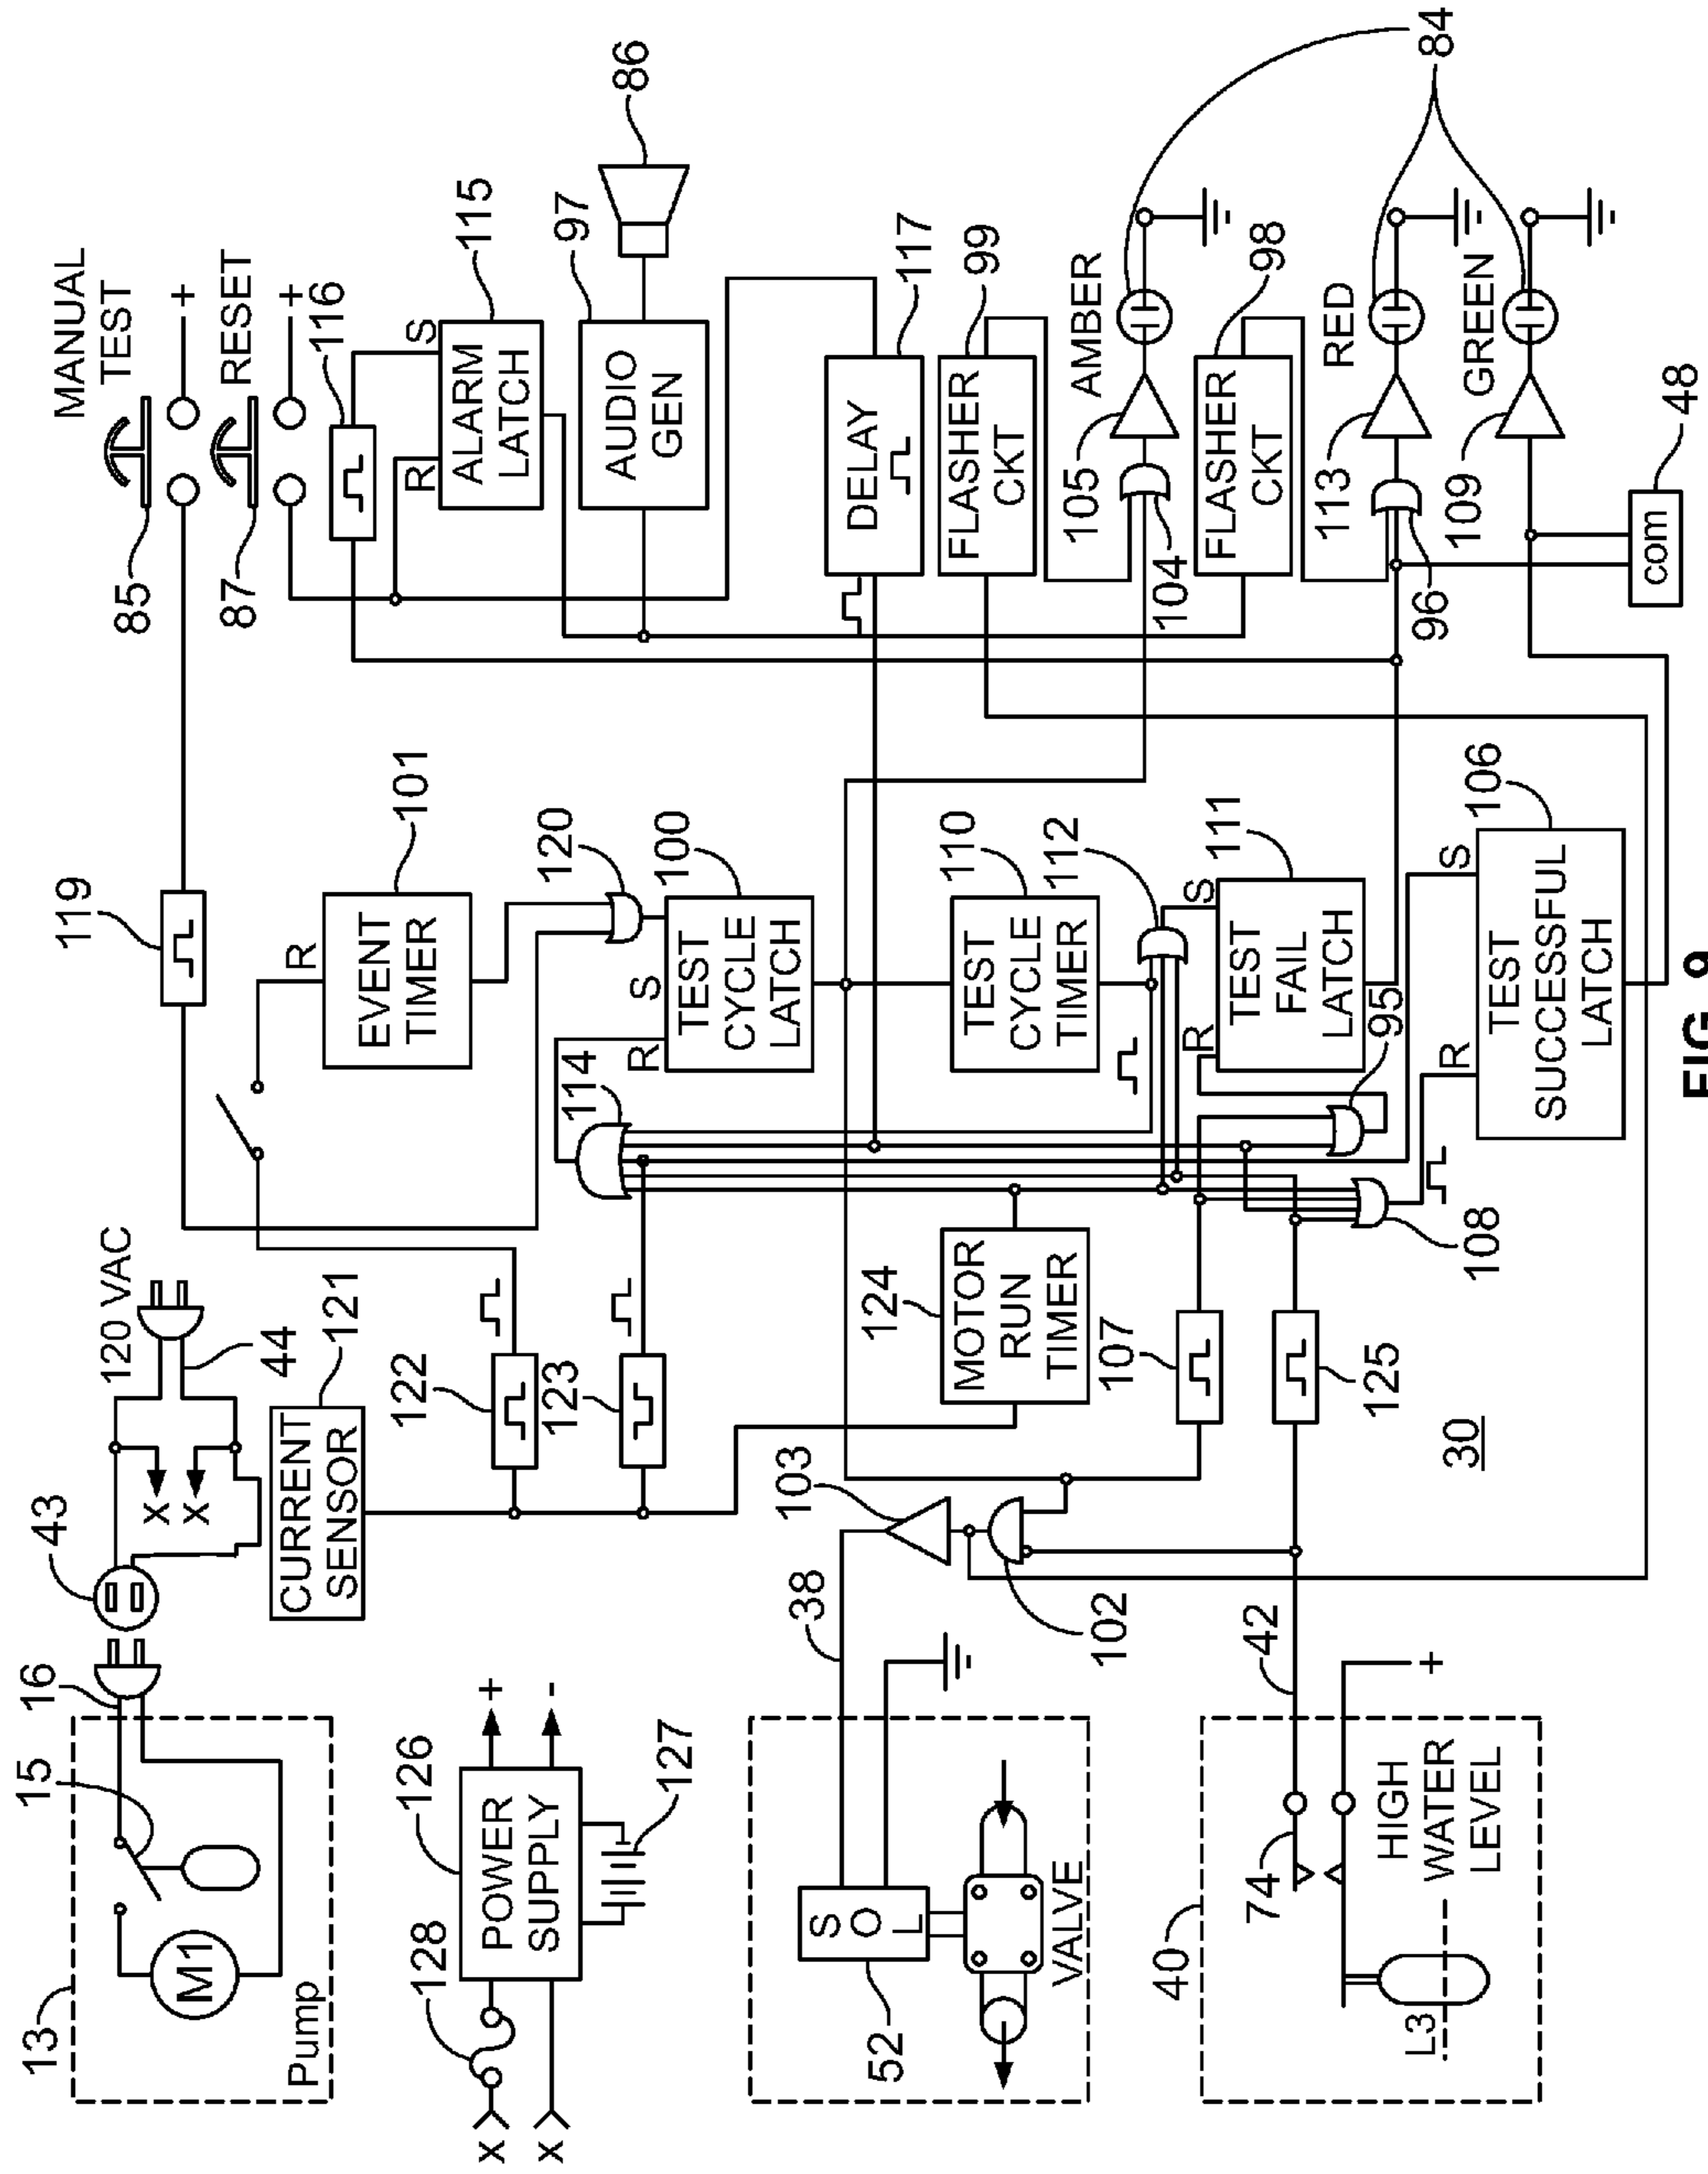 13
15
16
43
120 VAC
44
119
MANUAL
TEST
+
85
RESET
+
87
M1
Pump
CURRENT
SENSOR
121
R
EVENT
TIMER
101
116
S
R
ALARM
LATCH
115
128
X
X
POWER
SUPPLY
126
+
-
127
X
X
122
123
120
S
R
TEST
CYCLE
LATCH
100
114
AUDIO
GEN
97
86
DELAY
117
52
S
O
L
VALVE
38
103
102
124
MOTOR
RUN
TIMER
TEST
CYCLE
TIMER
110
112
FLASHER
CKT
99
105
AMBER
104
84
107
S
R
TEST
FAIL
LATCH
111
95
FLASHER
CKT
98
40
74
42
L3
HIGH
WATER
LEVEL
+
125
108
113
RED
96
30
R
S
TEST
SUCCESSFUL
LATCH
106
109
GREEN
com
48
FIG. 9